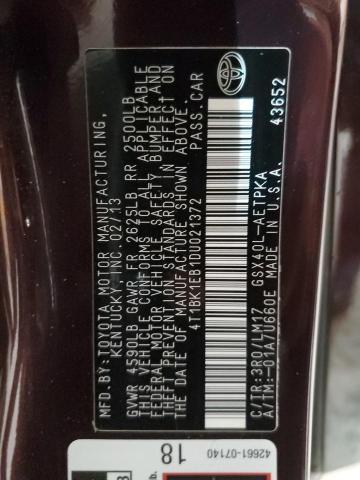 MFD.BY:TOYOTA MOTOR MANUFACTURING,
KENTUCKY,INC. 02/13
GVWR 4590LB GAWR FR 2625LB RR 2500LB
THIS VEHICLE CONFORMS TO ALL APPLICABLE
FEDERAL MOTOR VEHICLE SAFETY, BUMPER, AND
THEFT PREVENTION STANDARDS IN EFFECT ON
THE DATE OF MANUFACTURE SHOWN ABOVE.
4T1BK1EB1DU021372 PASS.CAR
C/TR:3R0/LM17 GSX40L-AETPKA
A/TM:-01A/U660E MADE IN U.S.A. 43652
42661-07140
18